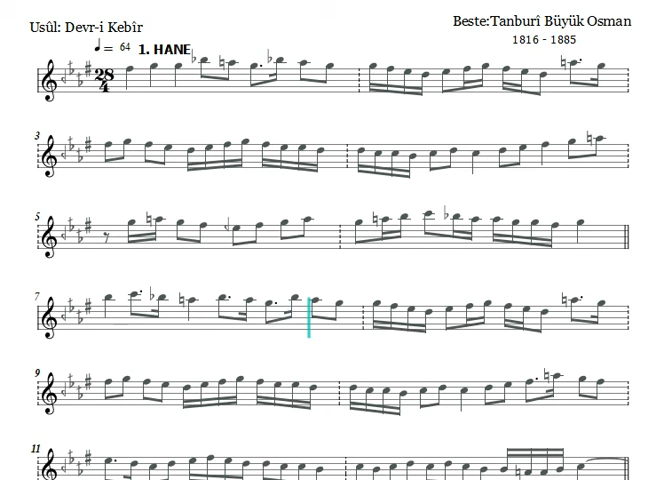 Usûl: Devr-i Kebîr
Beste:Tanburî Büyük Osman
1816 - 1885
♩ = 64 1. HANE
28
4
3
5
7
9
11